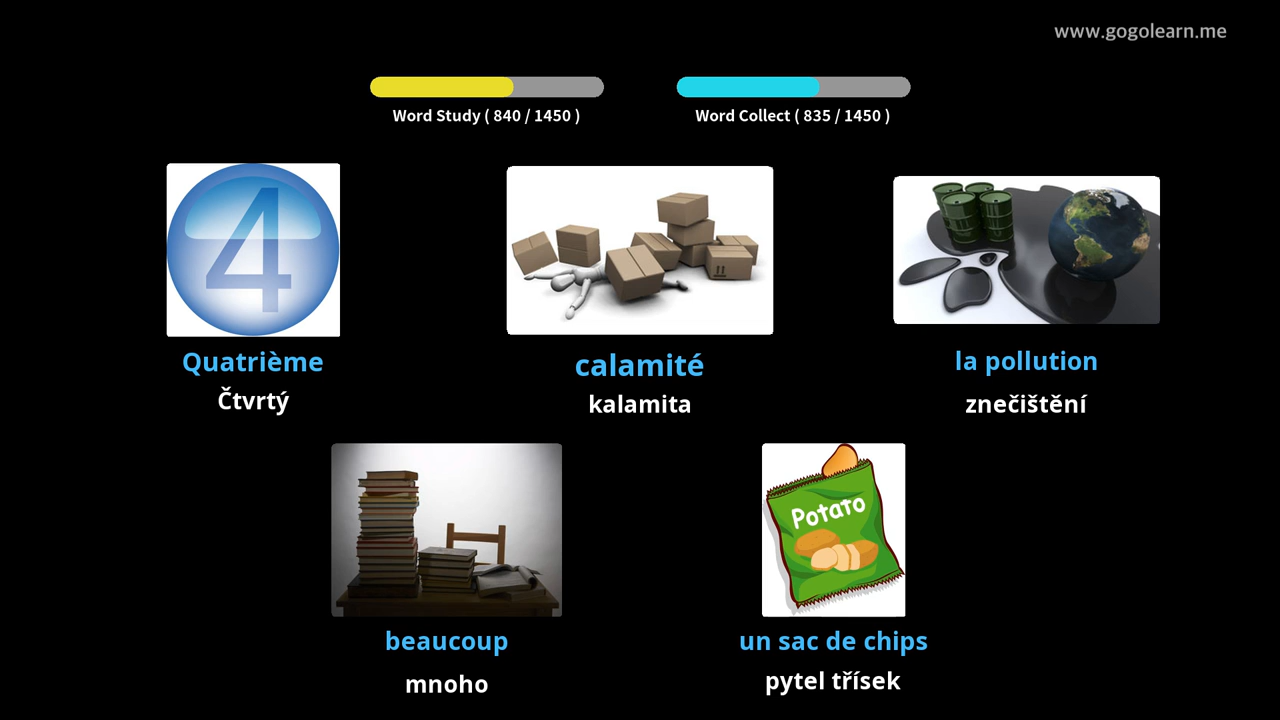 www.gogolearn.me
Word Study ( 840 / 1450 )
Word Collect ( 835 / 1450 )
4
Quatrième
Čtvrtý
calamité
kalamita
la pollution
znečištění
beaucoup
mnoho
Potato
un sac de chips
pytel třísek